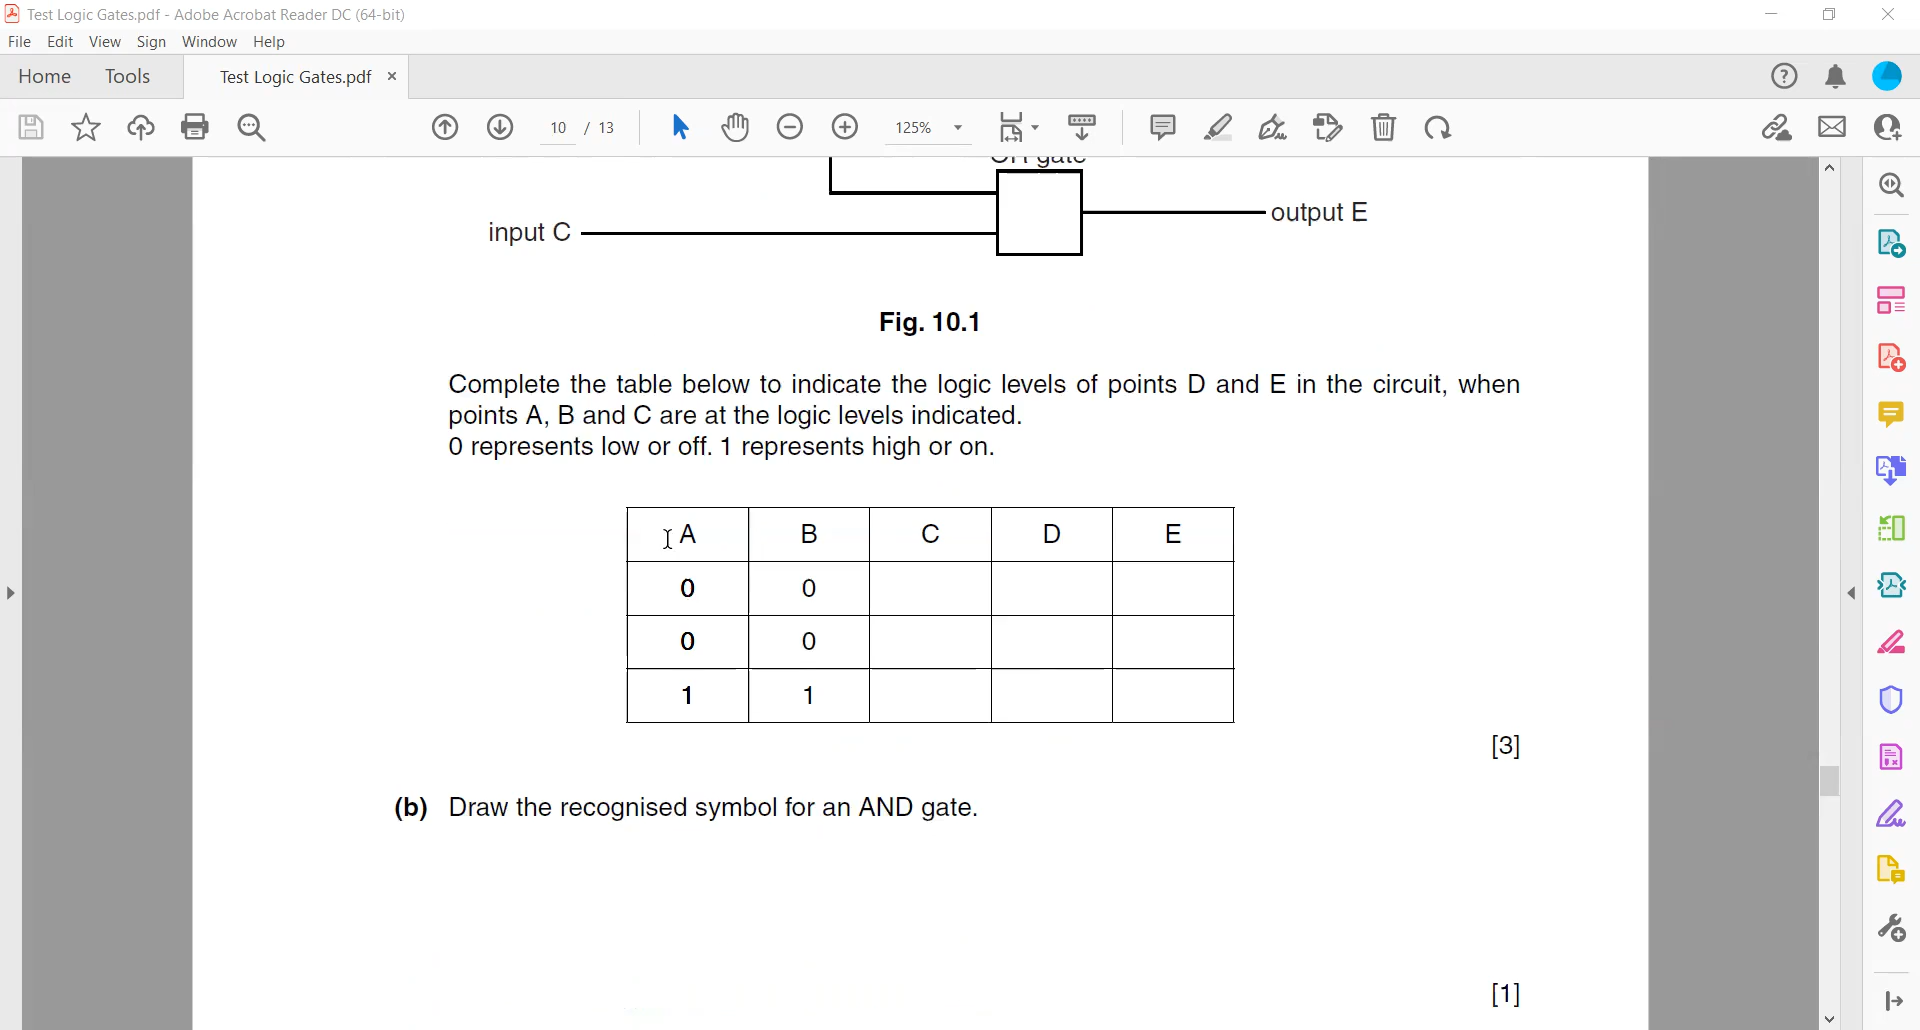 Test Logic Gates.pdf - Adobe Acrobat Reader DC (64-bit)
File Edit View Sign Window Help
Home Tools Test Logic Gates.pdf ×
10 / 13 125%
OR gate
output E
input C
Fig. 10.1
Complete the table below to indicate the logic levels of points D and E in the circuit, when
points A, B and C are at the logic levels indicated.
0 represents low or off. 1 represents high or on.
A B C D E
0 0
0 0
1 1
[3]
(b) Draw the recognised symbol for an AND gate.
[1]